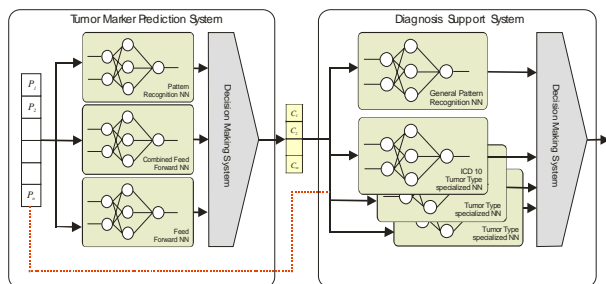 Tumor Marker Prediction System
Diagnosis Support System
P1
P2
Pn
Pattern
Recognition NN
Combined Feed
Forward NN
Feed
Forward NN
Decision Making
System
Cn
General Pattern
Recognition NN
ICD 10
Tumor Type
specialized NN
Tumor Type
specialized NN
Tumor Type
specialized NN
Decision Making
System